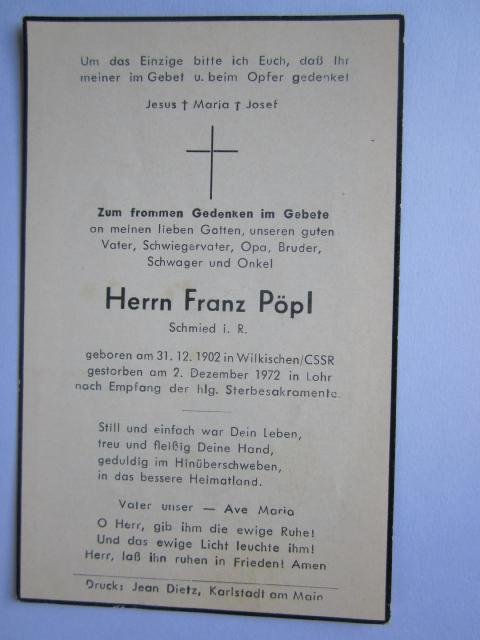 Um das Einzige bitte ich Euch, daß Ihr
meiner im Gebet u. beim Opfer gedenket
Jesus † Maria † Josef
Zum frommen Gedenken im Gebete
an meinen lieben Gatten, unseren guten
Vater, Schwiegervater, Opa, Bruder,
Schwager und Onkel
Herrn Franz Pöpl
Schmied i. R.
geboren am 31. 12. 1902 in Wilkischen/CSSR
gestorben am 2. Dezember 1972 in Lohr
nach Empfang der hlg. Sterbesakramente.
Still und einfach war Dein Leben,
treu und fleißig Deine Hand,
geduldig im Hinüberschweben,
in das bessere Heimatland.
Vater unser — Ave Maria
O Herr, gib ihm die ewige Ruhe!
Und das ewige Licht leuchte ihm!
Herr, laß ihn ruhen in Frieden! Amen
Druck: Jean Dietz, Karlstadt am Main